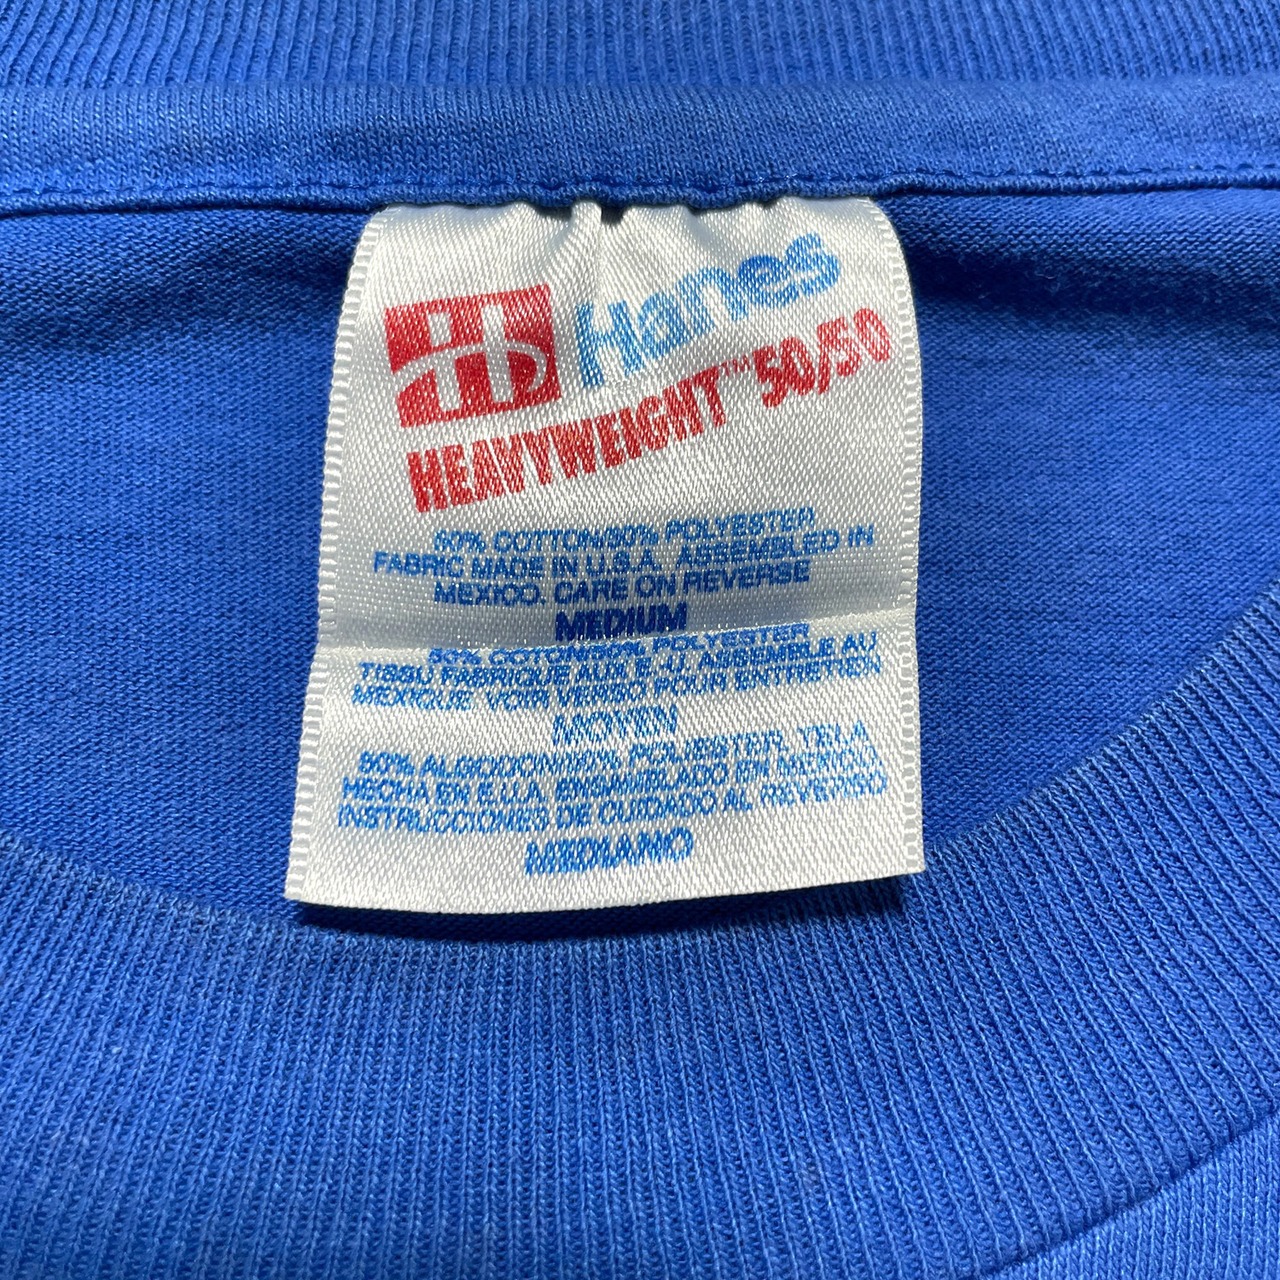 Hanes
HEAVYWEIGHT™ 50/50
50% COTTON/50% POLYESTER
FABRIC MADE IN U.S.A. ASSEMBLED IN
MEXICO. CARE ON REVERSE
MEDIUM
50% COTON/50% POLYESTER
TISSU FABRIQUE AUX E.-U. ASSEMBLE AU
MEXIQUE VOIR VERSO POUR ENTRETIEN
MOYEN
50% ALGODON/50% POLYESTER. TELA
HECHA EN E.U.A. ENSAMBLADO EN MEXICO
INSTRUCCIONES DE CUIDADO AL REVERSO
MEDIANO